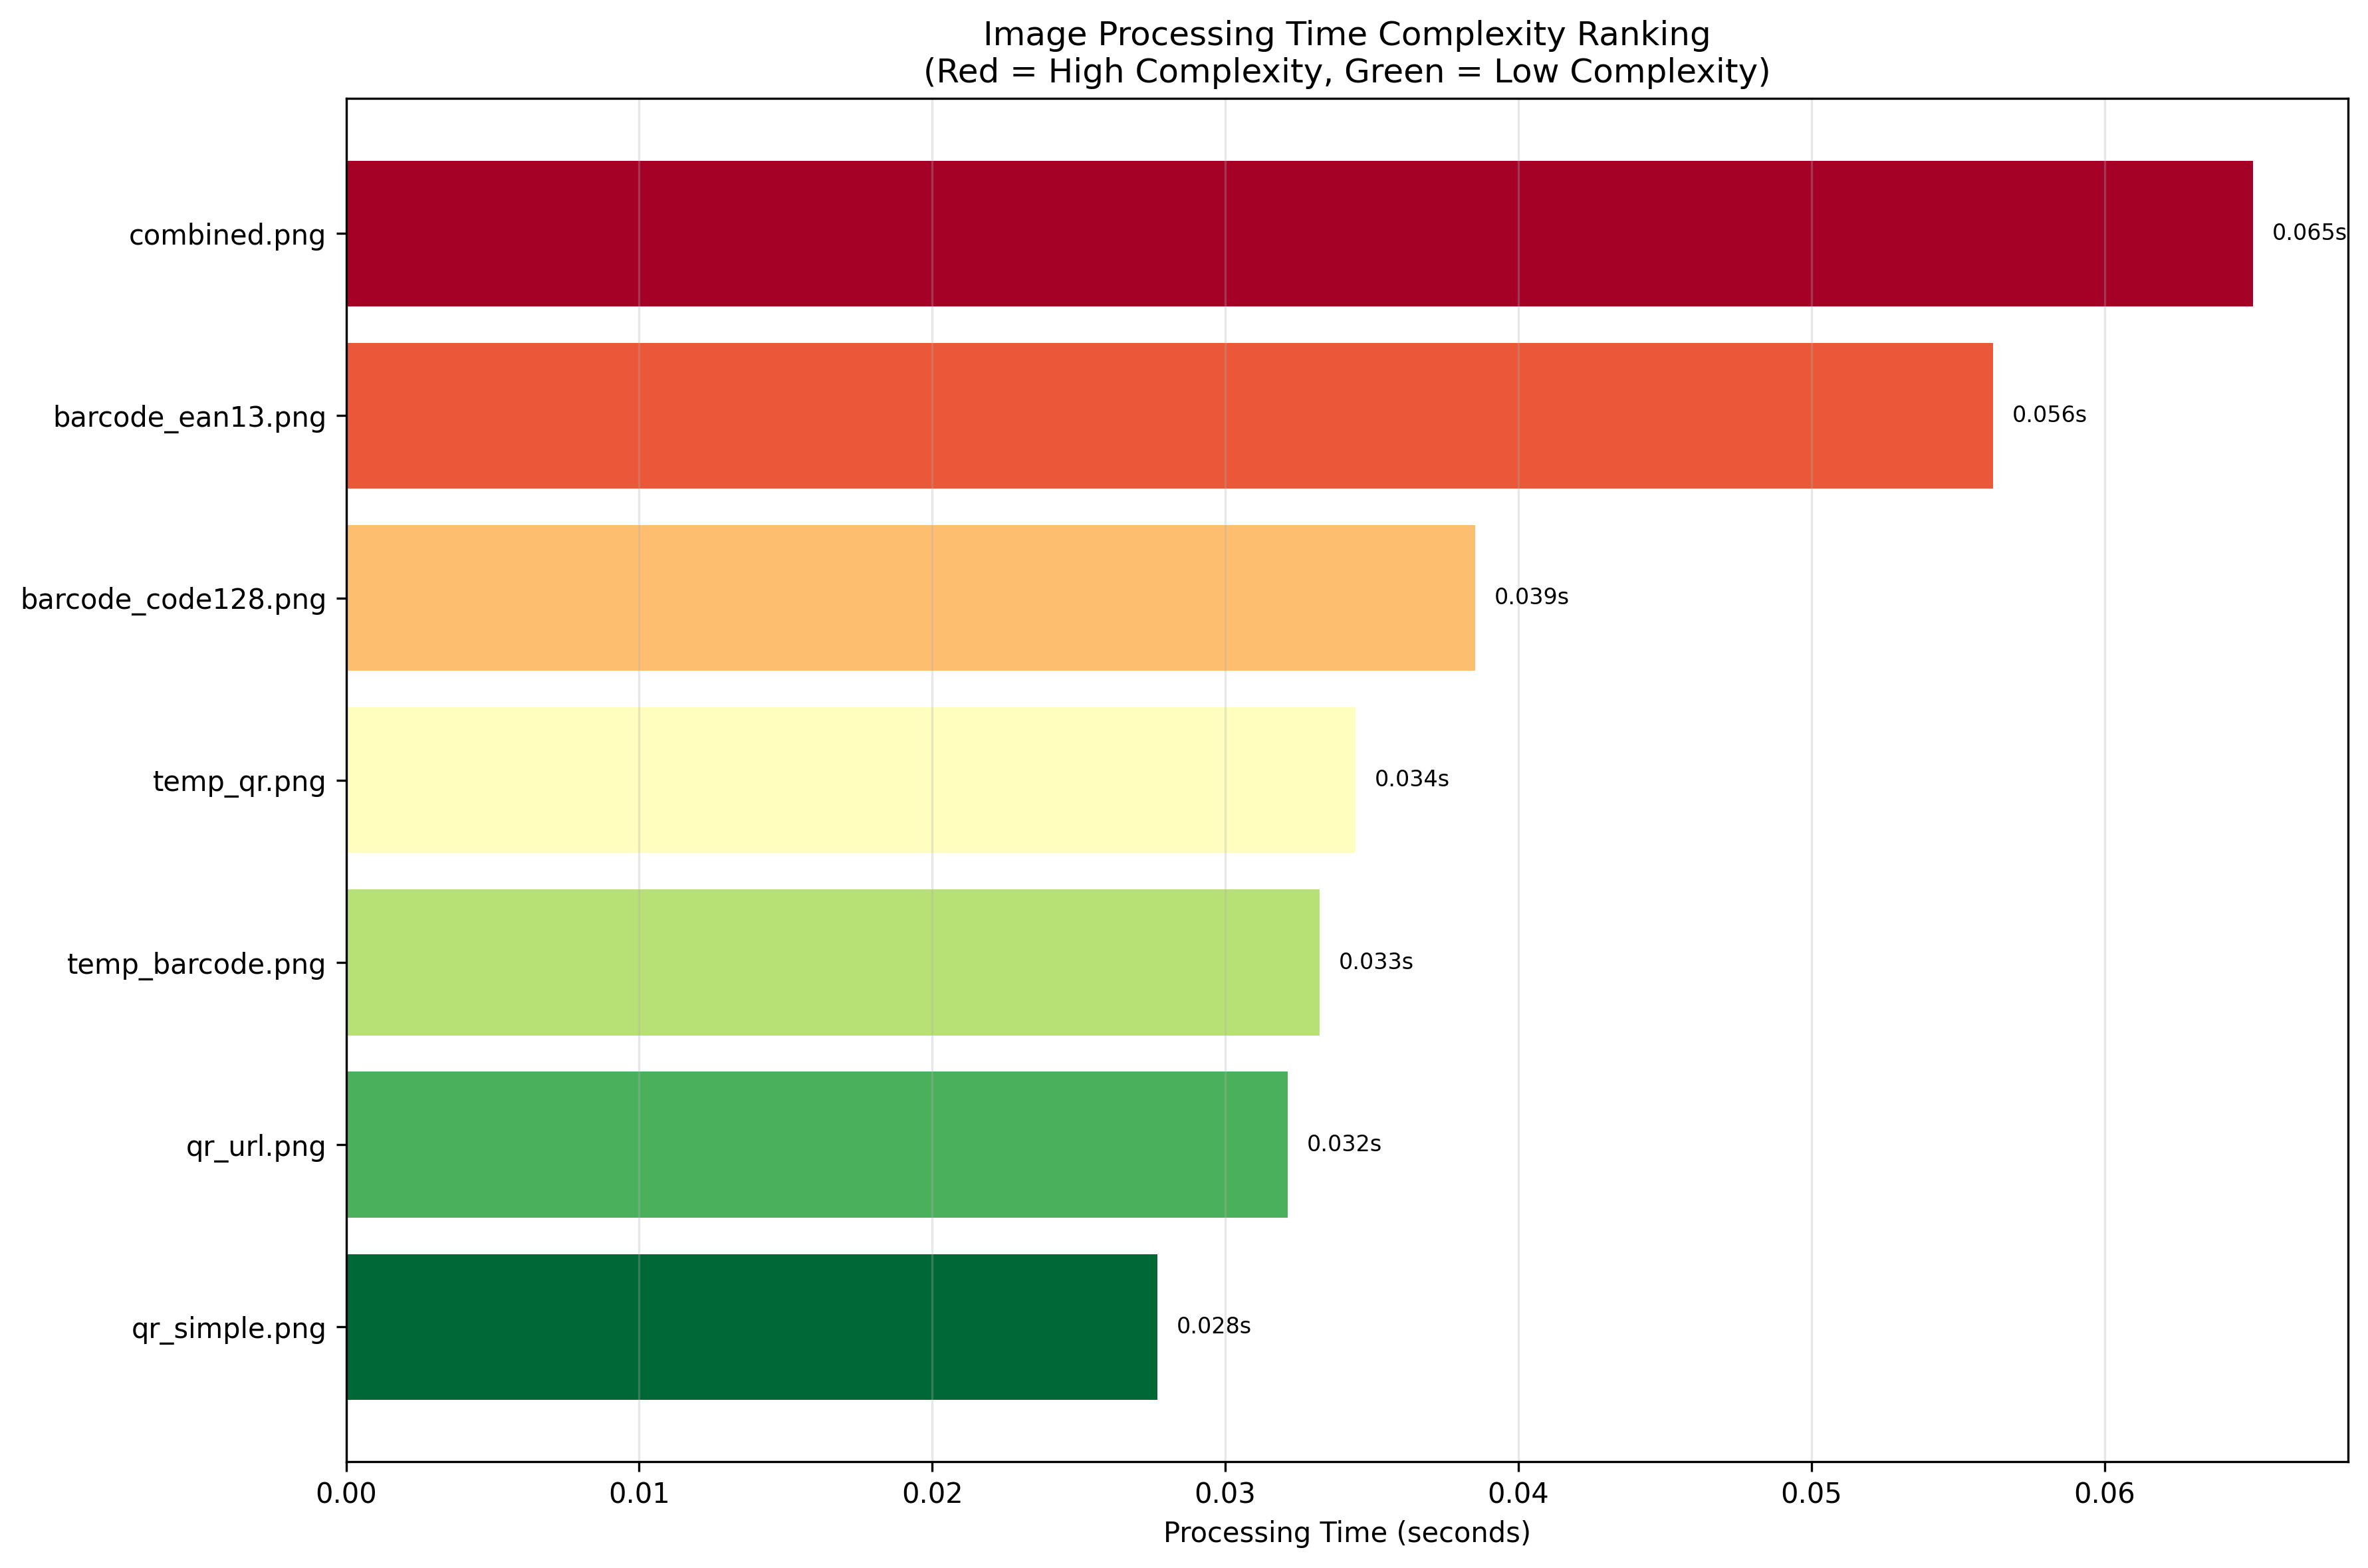 Image Processing Time Complexity Ranking
(Red = High Complexity, Green = Low Complexity)
combined.png
0.065s
barcode_ean13.png
0.056s
barcode_code128.png
0.039s
temp_qr.png
0.034s
temp_barcode.png
0.033s
qr_url.png
0.032s
qr_simple.png
0.028s
0.00 0.01 0.02 0.03 0.04 0.05 0.06
Processing Time (seconds)